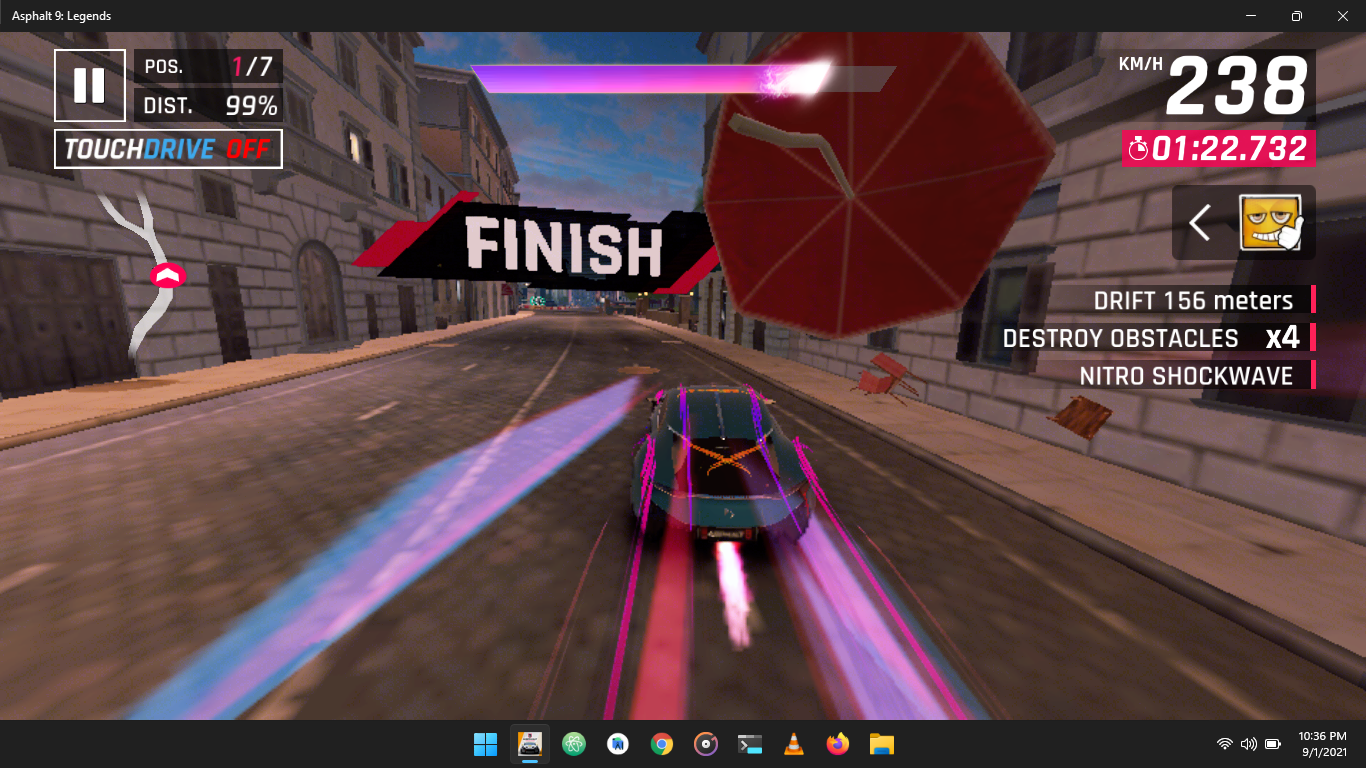 Asphalt 9: Legends
POS. 1/7
DIST. 99%
TOUCHDRIVE OFF
KM/H 238
01:22.732
FINISH
DRIFT 156 meters
DESTROY OBSTACLES x4
NITRO SHOCKWAVE
10:36 PM
9/1/2021